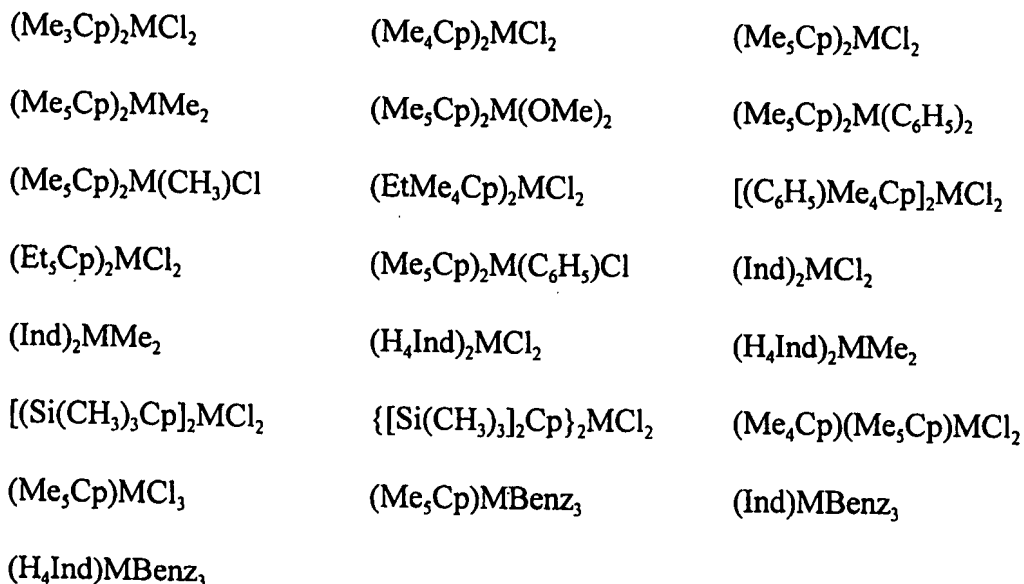 (Me₃Cp)₂MCl₂ (Me₄Cp)₂MCl₂ (Me₅Cp)₂MCl₂
(Me₅Cp)₂MMe₂ (Me₅Cp)₂M(OMe)₂ (Me₅Cp)₂M(C₆H₅)₂
(Me₅Cp)₂M(CH₃)Cl (EtMe₄Cp)₂MCl₂ [(C₆H₅)Me₄Cp]₂MCl₂
(Et₅Cp)₂MCl₂ (Me₅Cp)₂M(C₆H₅)Cl (Ind)₂MCl₂
(Ind)₂MMe₂ (H₄Ind)₂MCl₂ (H₄Ind)₂MMe₂
[(Si(CH₃)₃Cp]₂MCl₂ {[Si(CH₃)₃]₂Cp}₂MCl₂ (Me₄Cp)(Me₅Cp)MCl₂
(Me₅Cp)MCl₃ (Me₅Cp)MBenz₃ (Ind)MBenz₃
(H₄Ind)MBenz₃